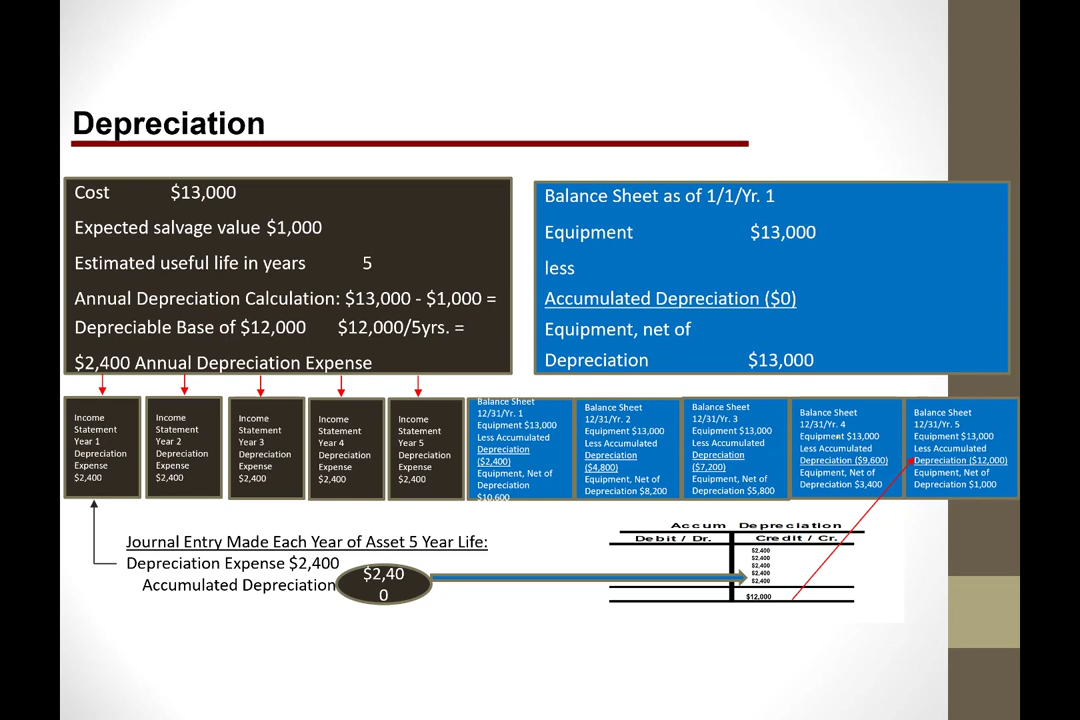 Depreciation
Cost $13,000
Expected salvage value $1,000
Estimated useful life in years 5
Annual Depreciation Calculation: $13,000 - $1,000 =
Depreciable Base of $12,000 $12,000/5yrs. =
$2,400 Annual Depreciation Expense
Balance Sheet as of 1/1/Yr. 1
Equipment $13,000
less
Accumulated Depreciation ($0)
Equipment, net of
Depreciation $13,000
Income
Statement
Year 1
Depreciation
Expense
$2,400
Income
Statement
Year 2
Depreciation
Expense
$2,400
Income
Statement
Year 3
Depreciation
Expense
$2,400
Income
Statement
Year 4
Depreciation
Expense
$2,400
Income
Statement
Year 5
Depreciation
Expense
$2,400
Balance Sheet
12/31/Yr. 1
Equipment $13,000
Less Accumulated
Depreciation
($2,400)
Equipment, Net of
Depreciation
$10,600
Balance Sheet
12/31/Yr. 2
Equipment $13,000
Less Accumulated
Depreciation
($4,800)
Equipment, Net of
Depreciation $8,200
Balance Sheet
12/31/Yr. 3
Equipment $13,000
Less Accumulated
Depreciation
($7,200)
Equipment, Net of
Depreciation $5,800
Balance Sheet
12/31/Yr. 4
Equipment $13,000
Less Accumulated
Depreciation ($9,600)
Equipment, Net of
Depreciation $3,400
Balance Sheet
12/31/Yr. 5
Equipment $13,000
Less Accumulated
Depreciation ($12,000)
Equipment, Net of
Depreciation $1,000
Journal Entry Made Each Year of Asset 5 Year Life:
Depreciation Expense $2,400
Accumulated Depreciation
$2,40
0
Accum Depreciation
Debit / Dr. Credit / Cr.
$2,400
$2,400
$2,400
$2,400
$2,400
$12,000